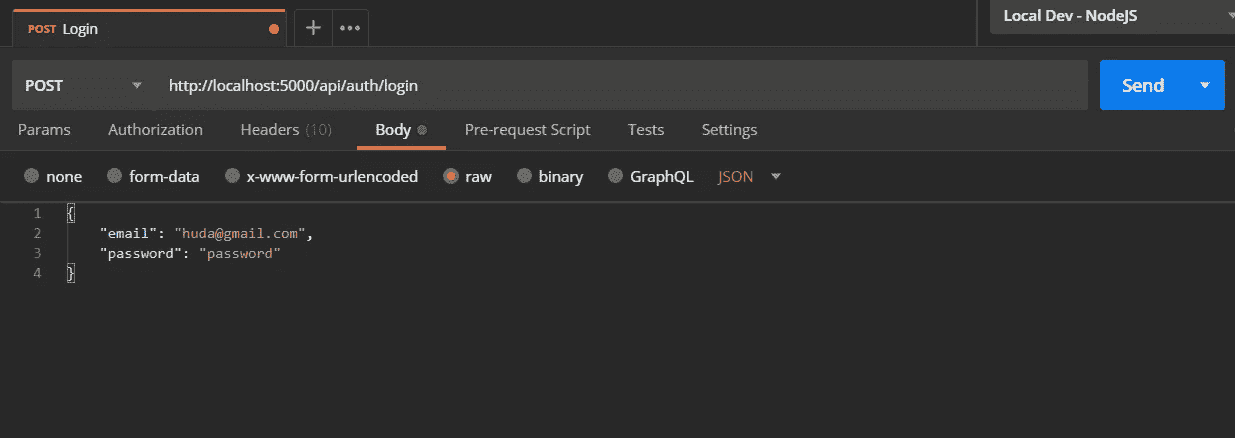 POST Login
Local Dev - NodeJS
POST http://localhost:5000/api/auth/login Send
Params Authorization Headers (10) Body Pre-request Script Tests Settings
none form-data x-www-form-urlencoded raw binary GraphQL JSON
1 {
2 "email": "huda@gmail.com",
3 "password": "password"
4 }